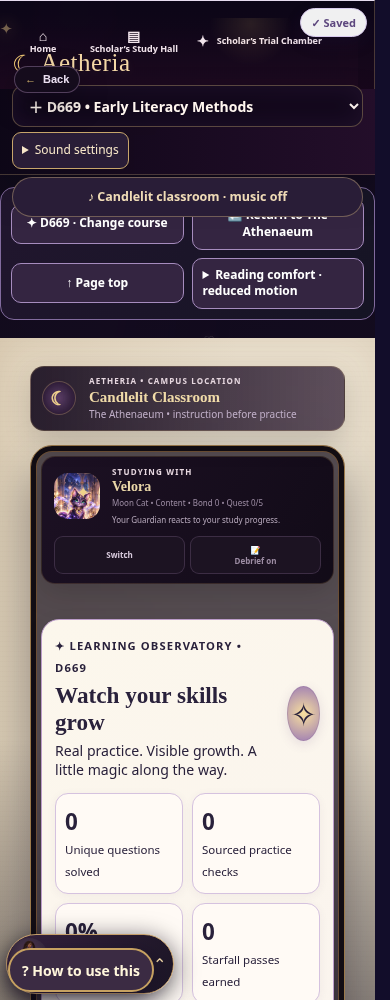 ✓ Saved
Home
Scholar's Study Hall
Scholar's Trial Chamber
Aetheria
← Back
+ D669 • Early Literacy Methods
▶ Sound settings
♪ Candlelit classroom · music off
✦ D669 · Change course
Return to The
Athenaeum
↑ Page top
▶ Reading comfort ·
reduced motion
AETHERIA • CAMPUS LOCATION
Candlelit Classroom
The Athenaeum • instruction before practice
STUDYING WITH
Velora
Moon Cat • Content • Bond 0 • Quest 0/5
Your Guardian reacts to your study progress.
Switch
Debrief on
✦ LEARNING OBSERVATORY •
D669
Watch your skills
grow
Real practice. Visible growth. A
little magic along the way.
0
Unique questions
solved
0
Sourced practice
checks
0%
0
Starfall passes
earned
? How to use this